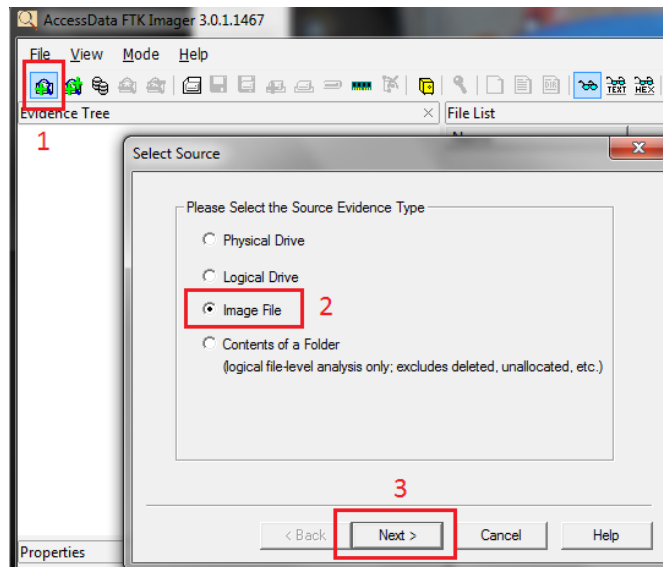 AccessData FTK Imager 3.0.1.1467
File View Mode Help
TEXT HEX
Evidence Tree
File List
1
Select Source
Please Select the Source Evidence Type
Physical Drive
Logical Drive
Image File
2
Contents of a Folder
(logical file-level analysis only; excludes deleted, unallocated, etc.)
3
< Back Next > Cancel Help
Properties